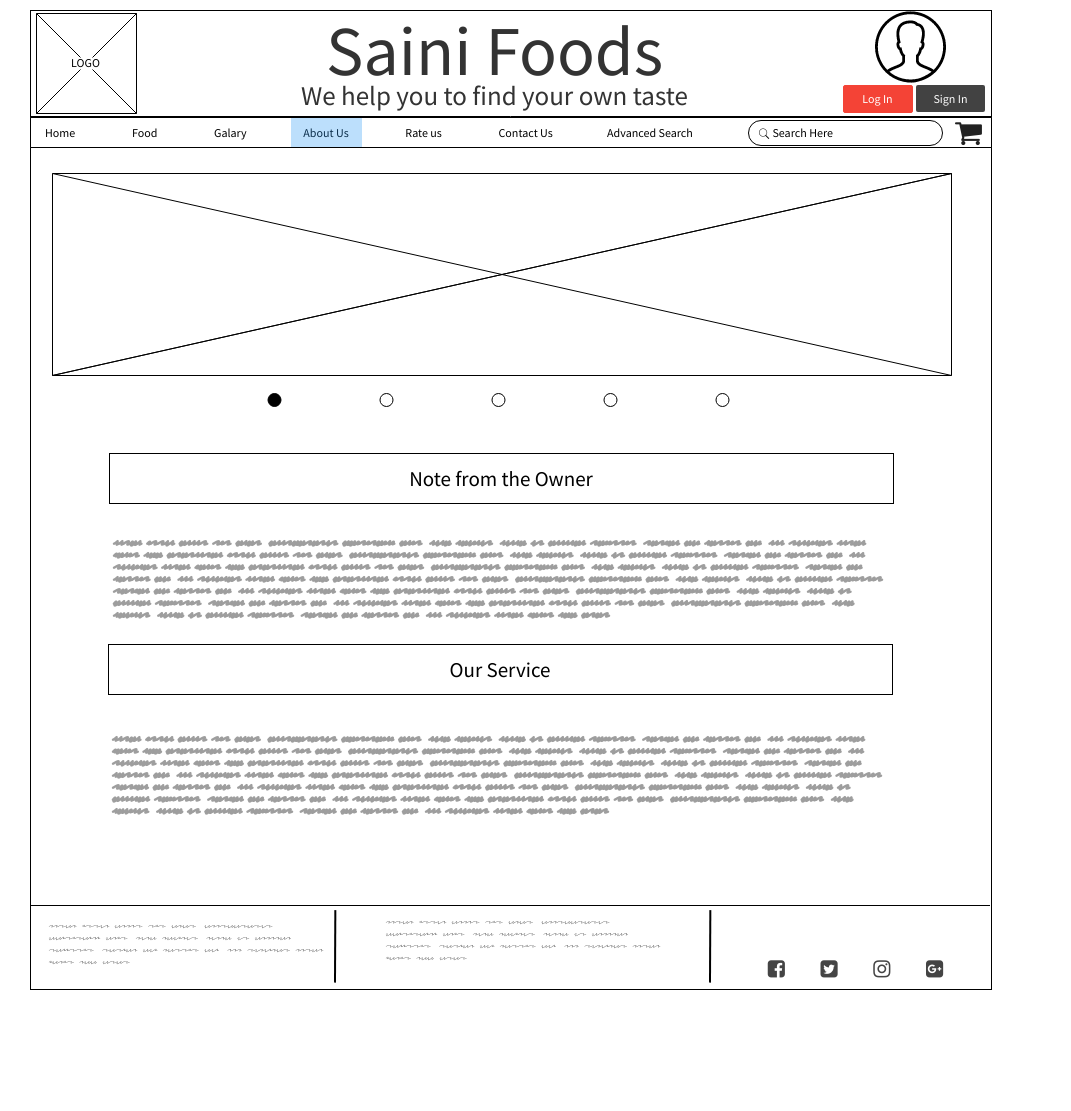 LOGO
Saini Foods
We help you to find your own taste
Log In
Sign In
Home
Food
Galary
About Us
Rate us
Contact Us
Advanced Search
Search Here
Note from the Owner
Our Service